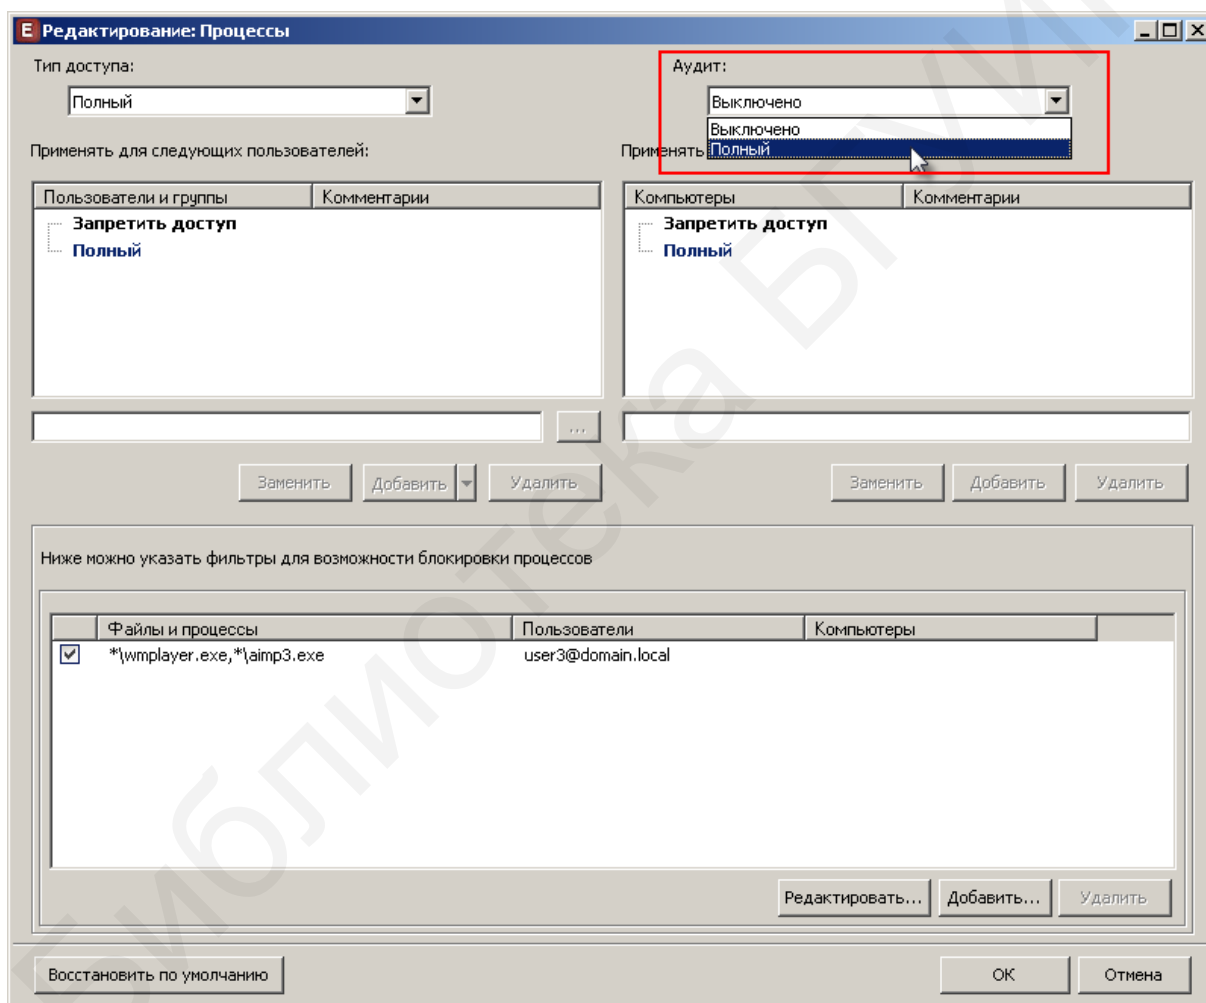 E Редактирование: Процессы
Тип доступа:
Аудит:
Полный
Выключено
Выключено
Полный
Применять для следующих пользователей:
Применять
Пользователи и группы Комментарии
Компьютеры Комментарии
Запретить доступ
Запретить доступ
Полный
Полный
...
Заменить Добавить Удалить
Заменить Добавить Удалить
Ниже можно указать фильтры для возможности блокировки процессов
Файлы и процессы Пользователи Компьютеры
*\wmplayer.exe,*\aimp3.exe user3@domain.local
Редактировать... Добавить... Удалить
Восстановить по умолчанию OK Отмена
Библиотека БГУИ